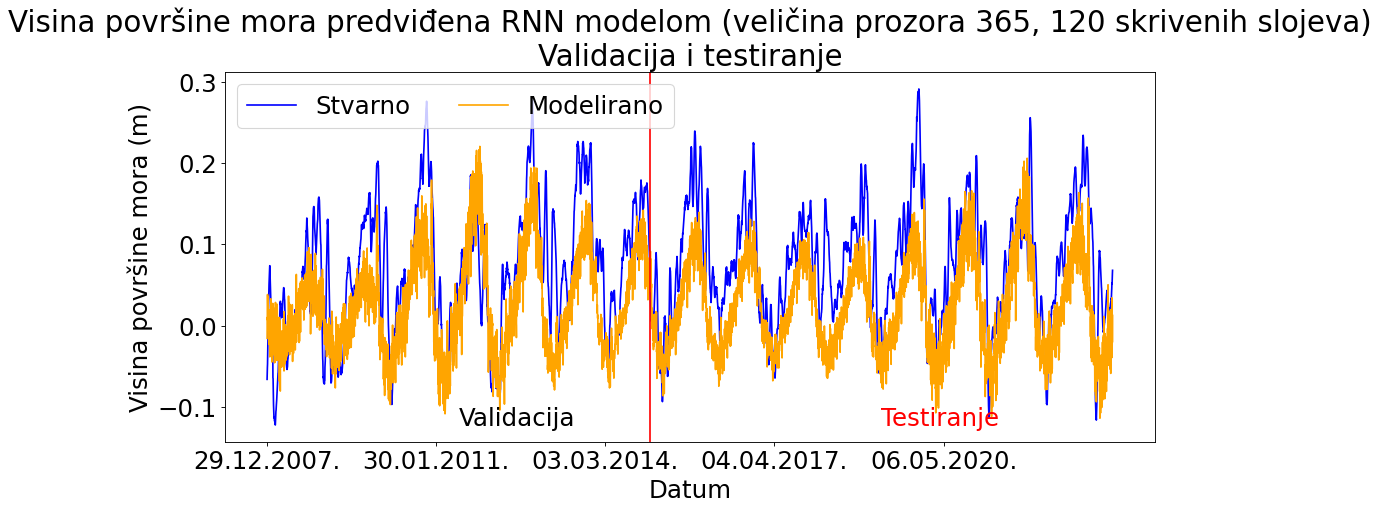 Visina površine mora predviđena RNN modelom (veličina prozora 365, 120 skrivenih slojeva)
Validacija i testiranje
Stvarno Modelirano
Visina površine mora (m)
0.3
0.2
0.1
0.0
−0.1
Validacija Testiranje
29.12.2007. 30.01.2011. 03.03.2014. 04.04.2017. 06.05.2020.
Datum